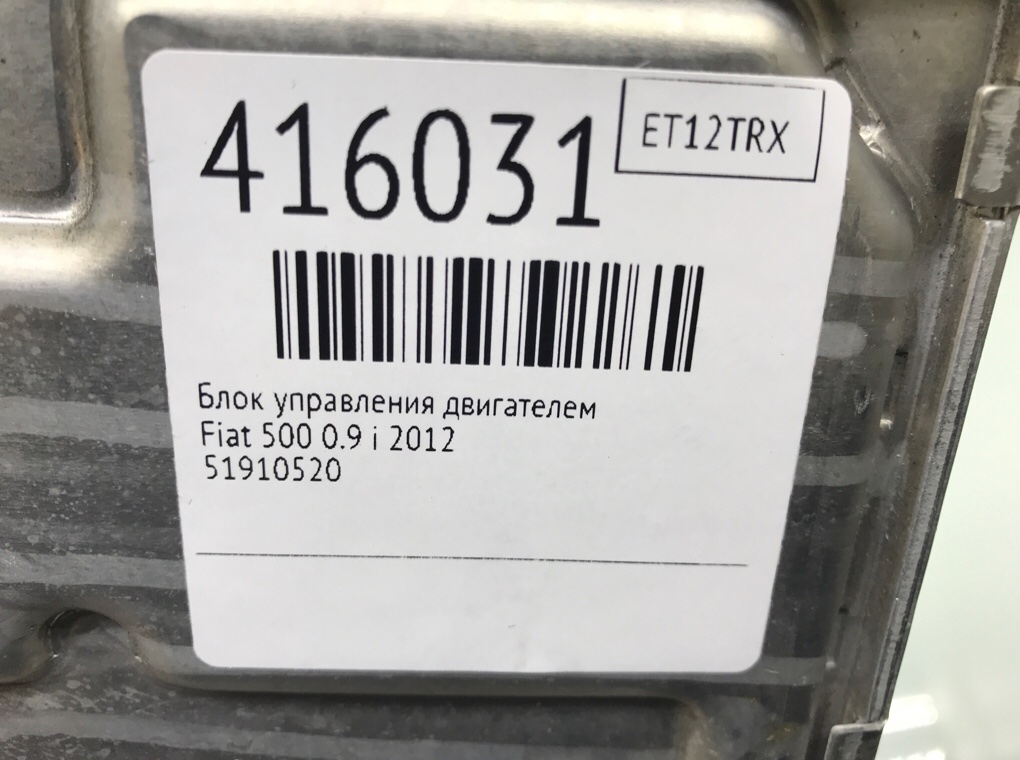 416031
ET12TRX
Блок управления двигателем
Fiat 500 0.9 i 2012
51910520